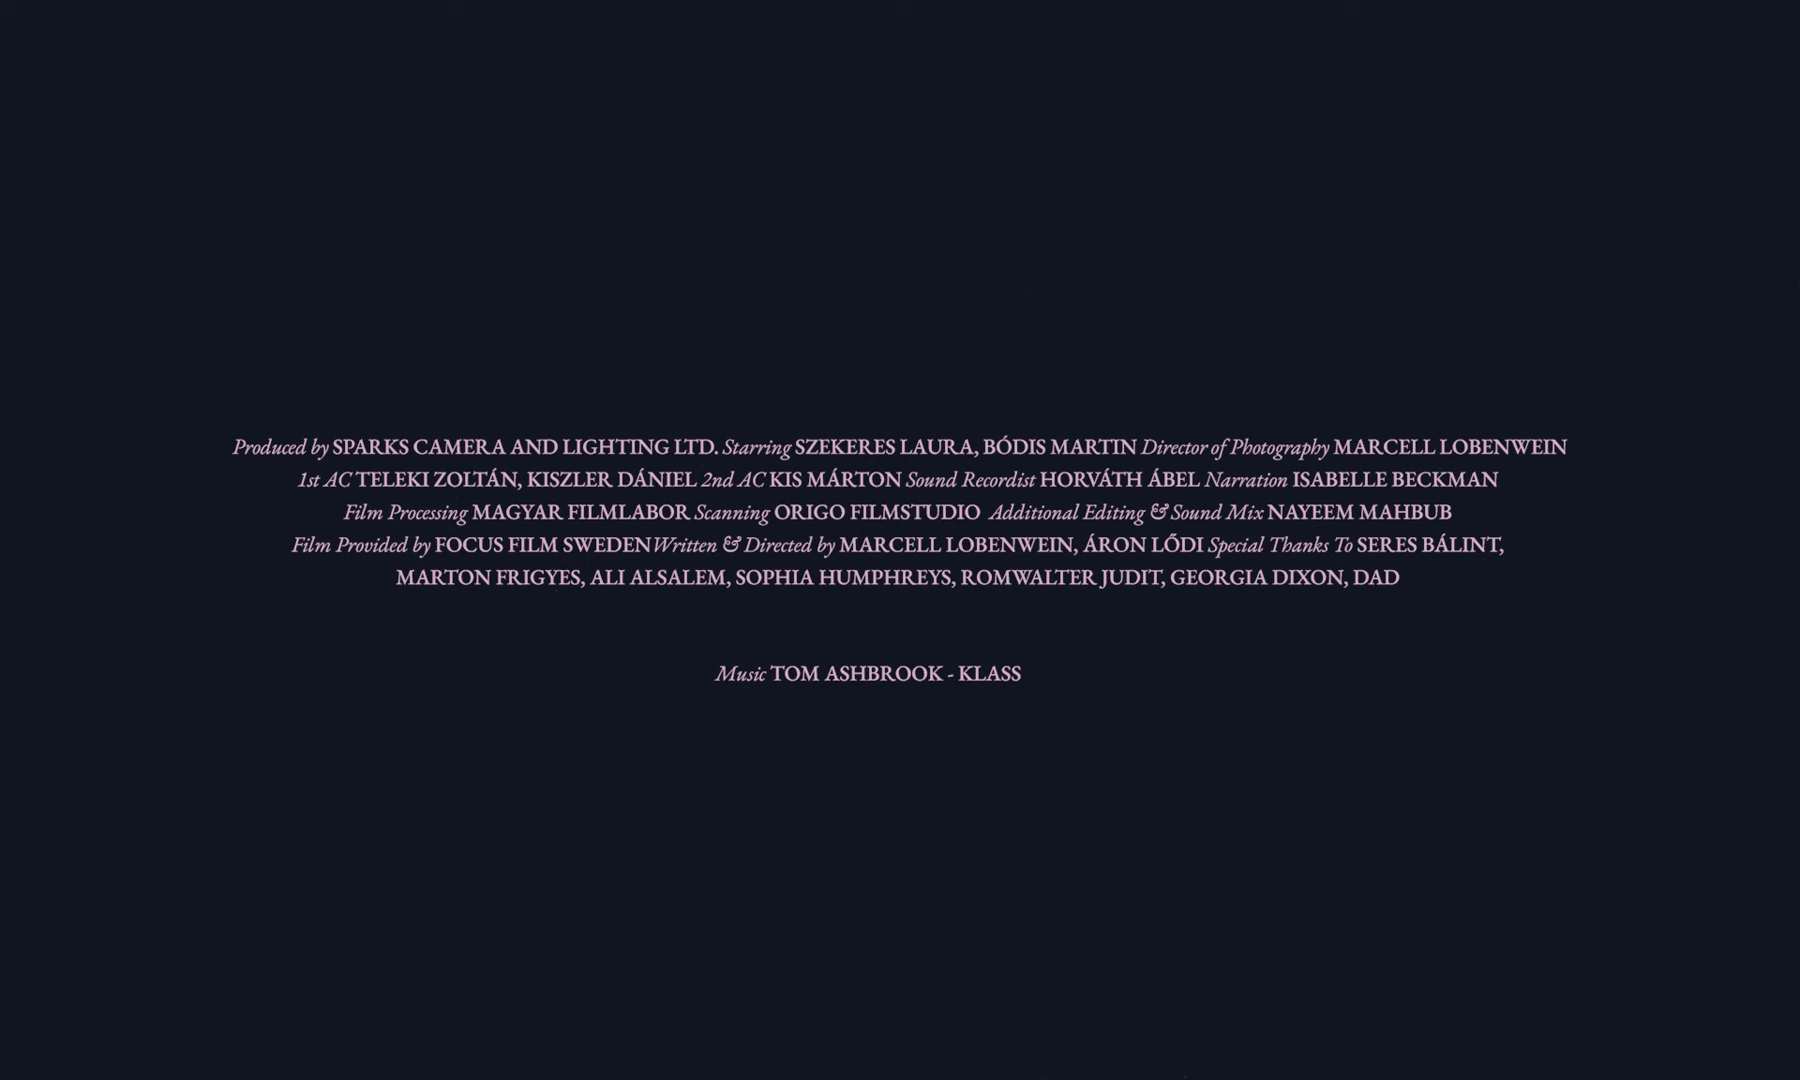 Produced by SPARKS CAMERA AND LIGHTING LTD. Starring SZEKERES LAURA, BÓDIS MARTIN Director of Photography MARCELL LOBENWEIN
1st AC TELEKI ZOLTÁN, KISZLER DÁNIEL 2nd AC KIS MÁRTON Sound Recordist HORVÁTH ÁBEL Narration ISABELLE BECKMAN
Film Processing MAGYAR FILMLABOR Scanning ORIGO FILMSTUDIO Additional Editing & Sound Mix NAYEEM MAHBUB
Film Provided by FOCUS FILM SWEDEN Written & Directed by MARCELL LOBENWEIN, ÁRON LŐDI Special Thanks To SERES BÁLINT,
MARTON FRIGYES, ALI ALSALEM, SOPHIA HUMPHREYS, ROMWALTER JUDIT, GEORGIA DIXON, DAD
Music TOM ASHBROOK - KLASS